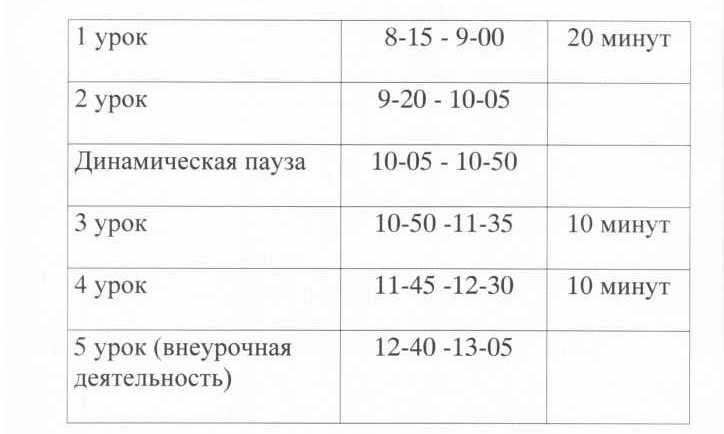 1 урок 8-15 - 9-00 20 минут
2 урок 9-20 - 10-05
Динамическая пауза 10-05 - 10-50
3 урок 10-50 -11-35 10 минут
4 урок 11-45 -12-30 10 минут
5 урок (внеурочная 12-40 -13-05
деятельность)